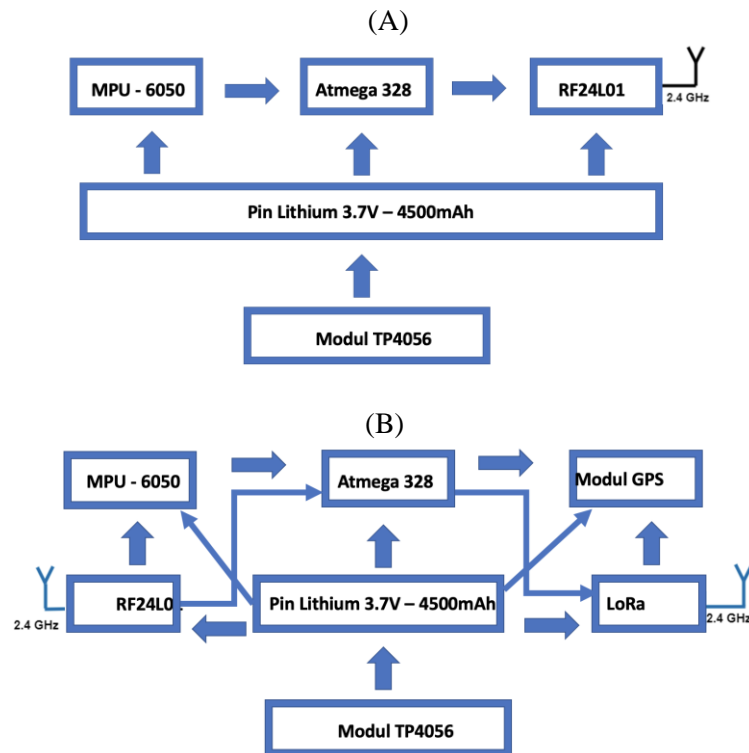 (A)
MPU - 6050
Atmega 328
RF24L01
2.4 GHz
Pin Lithium 3.7V – 4500mAh
Modul TP4056
(B)
MPU - 6050
Atmega 328
Modul GPS
RF24L0
Pin Lithium 3.7V – 4500mAh
LoRa
2.4 GHz
2.4 GHz
Modul TP4056